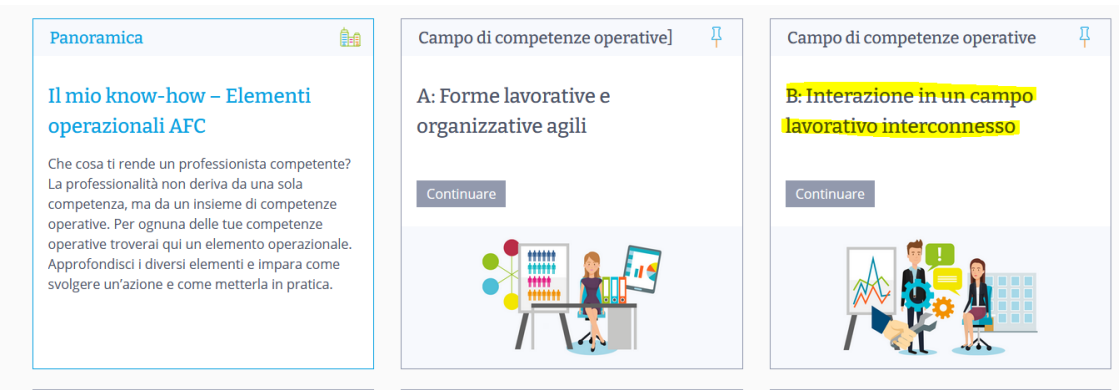 Panoramica
Il mio know-how – Elementi
operazionali AFC
Che cosa ti rende un professionista competente?
La professionalità non deriva da una sola
competenza, ma da un insieme di competenze
operative. Per ognuna delle tue competenze
operative troverai qui un elemento operazionale.
Approfondisci i diversi elementi e impara come
svolgere un'azione e come metterla in pratica.
Campo di competenze operative]
A: Forme lavorative e
organizzative agili
Continuare
Campo di competenze operative
B: Interazione in un campo
lavorativo interconnesso
Continuare